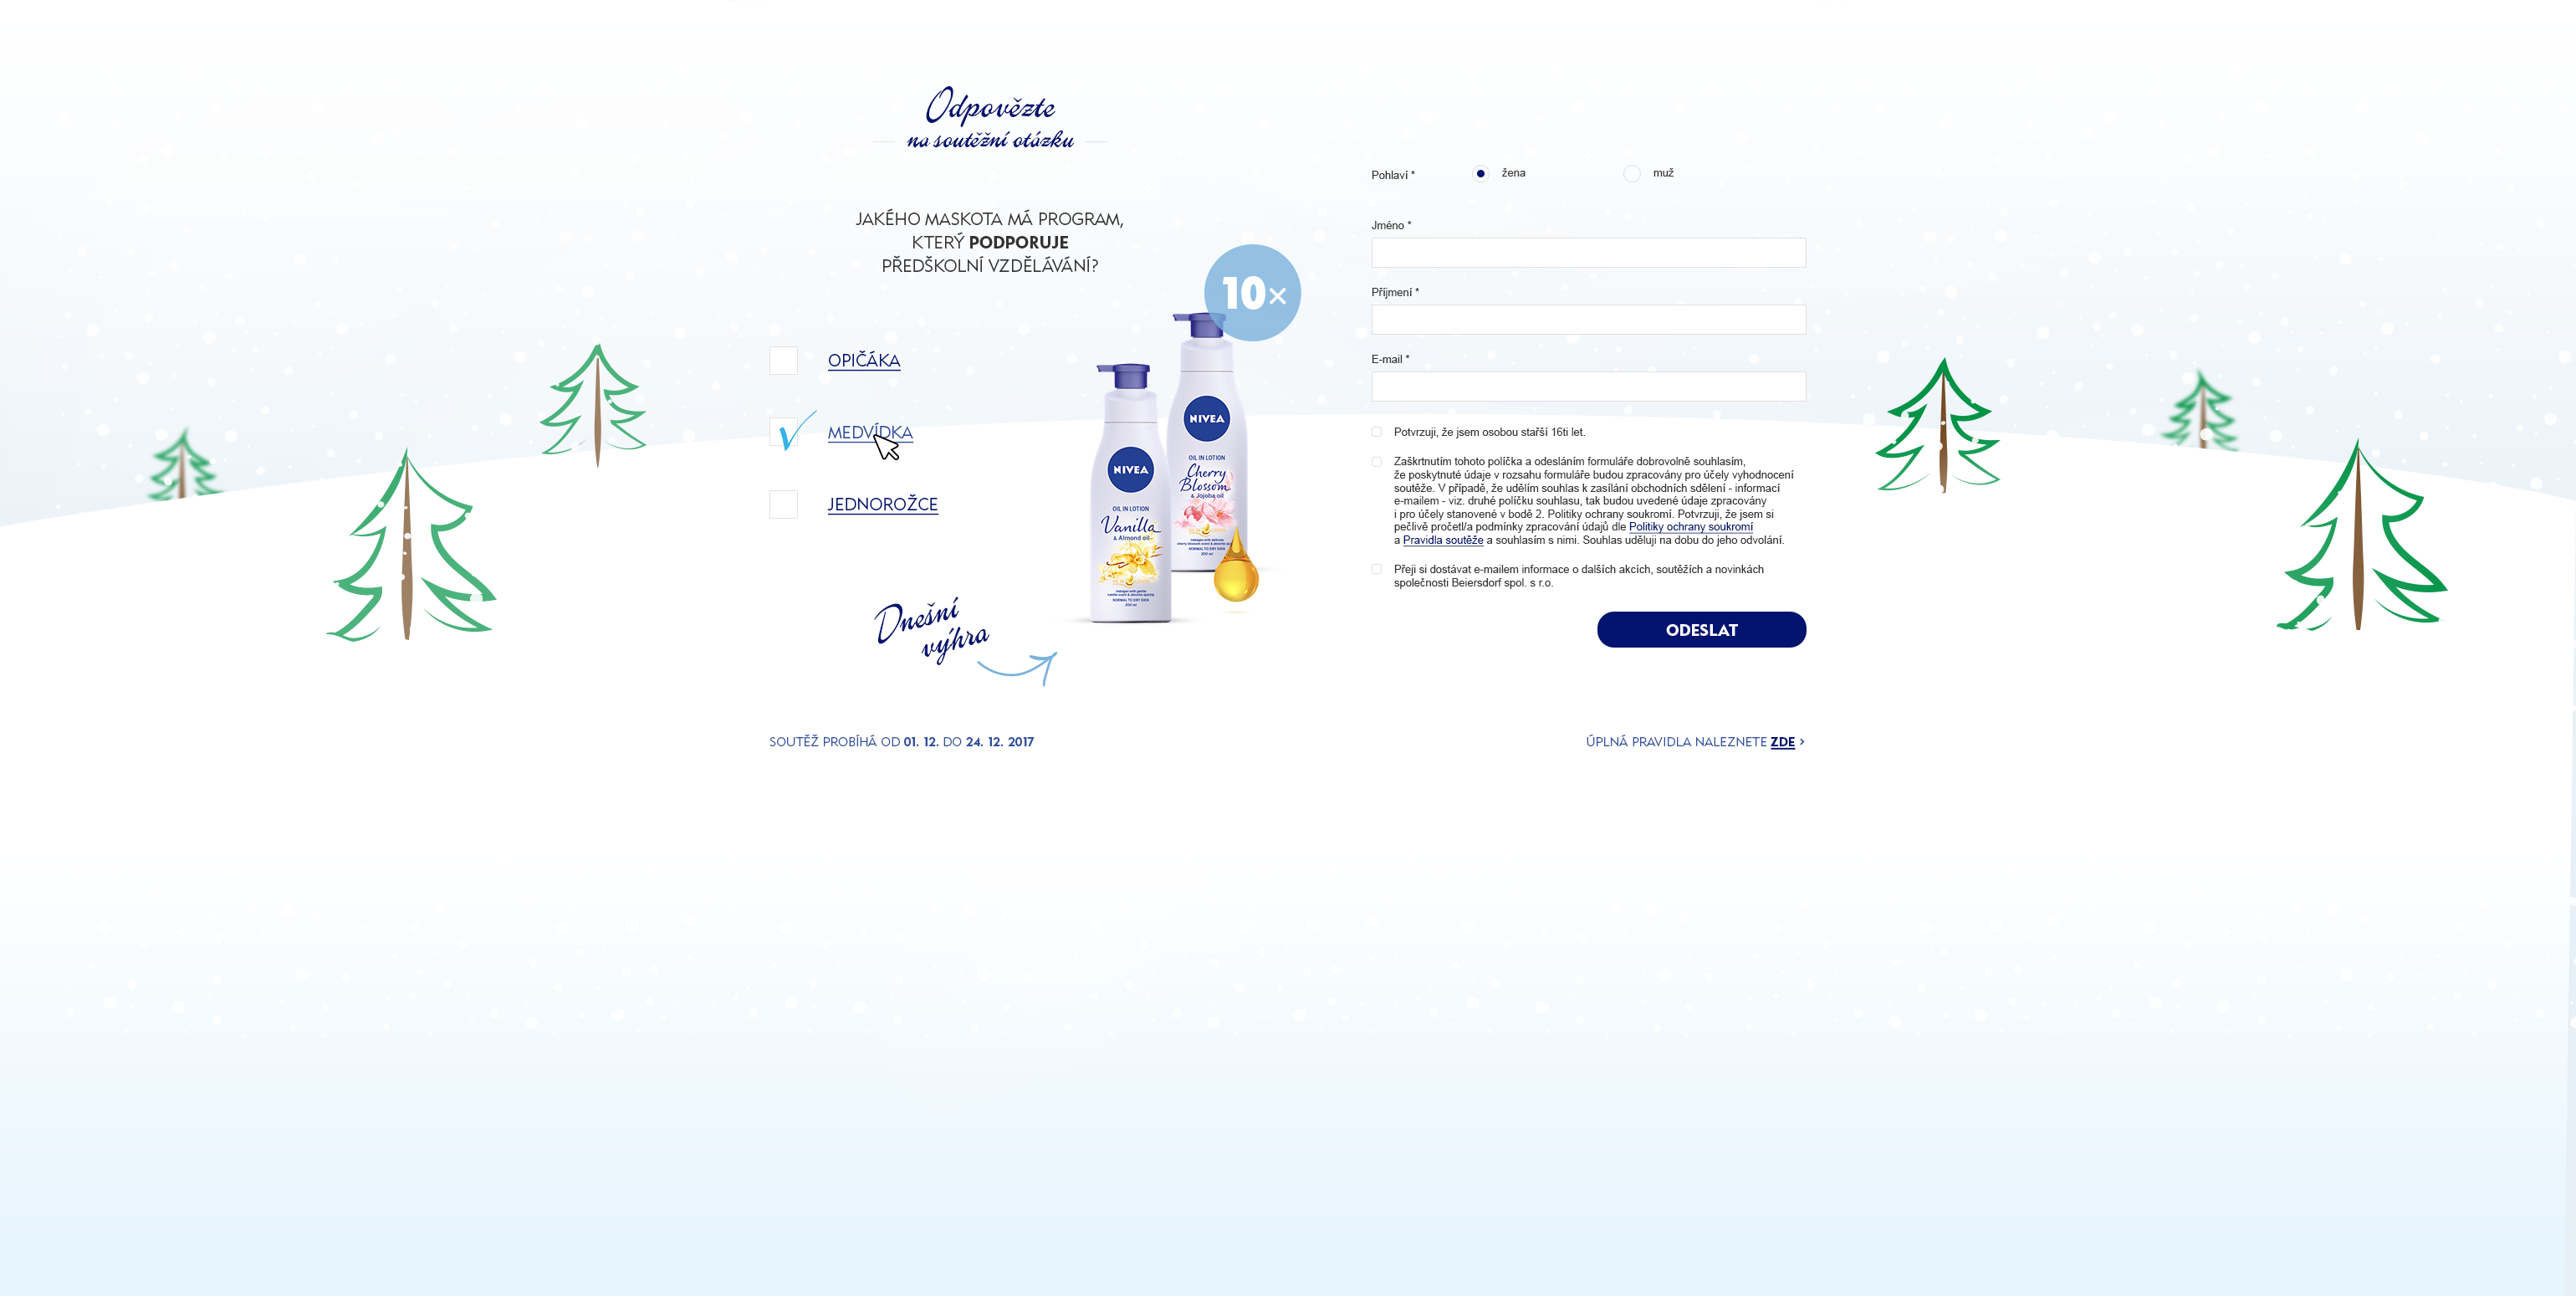 Odpovězte
na soutěžní otázku
JAKÉHO MASKOTA MÁ PROGRAM,
KTERÝ PODPORUJE
PŘEDŠKOLNÍ VZDĚLÁVÁNÍ?
OPIČÁKA
MEDVÍDKA
JEDNOROŽCE
10×
NIVEA
OIL IN LOTION
Cherry
Blossom
& Jojoba oil
NORMAL TO DRY SKIN
200 ml
NIVEA
OIL IN LOTION
Vanilla
& Almond oil
NORMAL TO DRY SKIN
200 ml
Dnešní
výhra
SOUTĚŽ PROBÍHÁ OD 01. 12. DO 24. 12. 2017
Pohlaví *
žena
muž
Jméno *
Příjmení *
E-mail *
Potvrzuji, že jsem osobou stařší 16ti let.
Zaškrtnutím tohoto políčka a odesláním formuláře dobrovolně souhlasím,
že poskytnuté údaje v rozsahu formuláře budou zpracovány pro účely vyhodnocení
soutěže. V případě, že udělím souhlas k zasílání obchodních sdělení - informací
e-mailem - viz. druhé políčku souhlasu, tak budou uvedené údaje zpracovány
i pro účely stanovené v bodě 2. Politiky ochrany soukromí. Potvrzuji, že jsem si
pečlivě pročetl/a podmínky zpracování údajů dle Politiky ochrany soukromí
a Pravidla soutěže a souhlasím s nimi. Souhlas uděluji na dobu do jeho odvolání.
Přeji si dostávat e-mailem informace o dalších akcích, soutěžích a novinkách
společnosti Beiersdorf spol. s r.o.
ODESLAT
ÚPLNÁ PRAVIDLA NALEZNETE ZDE ›